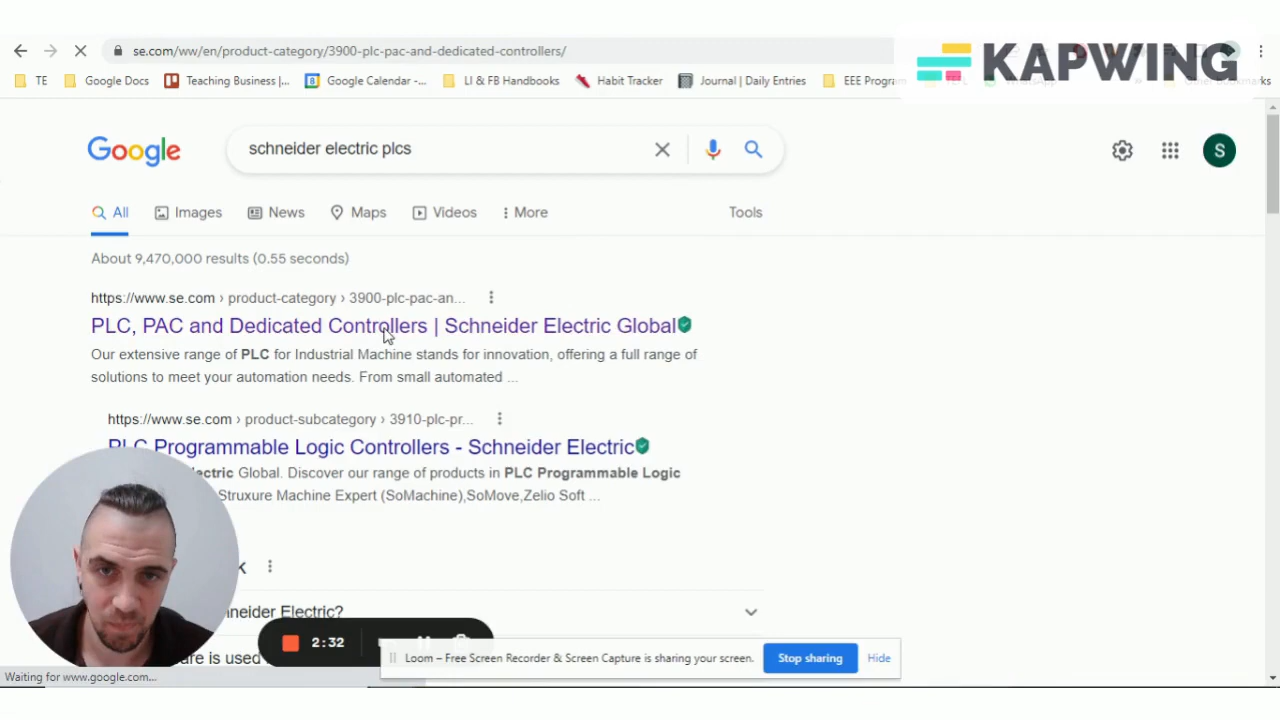 se.com/ww/en/product-category/3900-plc-pac-and-dedicated-controllers/
KAPWING
TE
Google Docs
Teaching Business |...
Google Calendar -...
LI & FB Handbooks
Habit Tracker
Journal | Daily Entries
EEE Progra
Google
schneider electric plcs
S
All
Images
News
Maps
Videos
More
Tools
About 9,470,000 results (0.55 seconds)
https://www.se.com › product-category › 3900-plc-pac-an...
PLC, PAC and Dedicated Controllers | Schneider Electric Global
Our extensive range of PLC for Industrial Machine stands for innovation, offering a full range of
solutions to meet your automation needs. From small automated ...
https://www.se.com › product-subcategory › 3910-plc-pr...
PLC Programmable Logic Controllers - Schneider Electric
lectric Global. Discover our range of products in PLC Programmable Logic
Struxure Machine Expert (SoMachine),SoMove,Zelio Soft ...
k
hneider Electric?
are is used
2:32
Loom – Free Screen Recorder & Screen Capture is sharing your screen.
Stop sharing
Hide
Waiting for www.google.com...